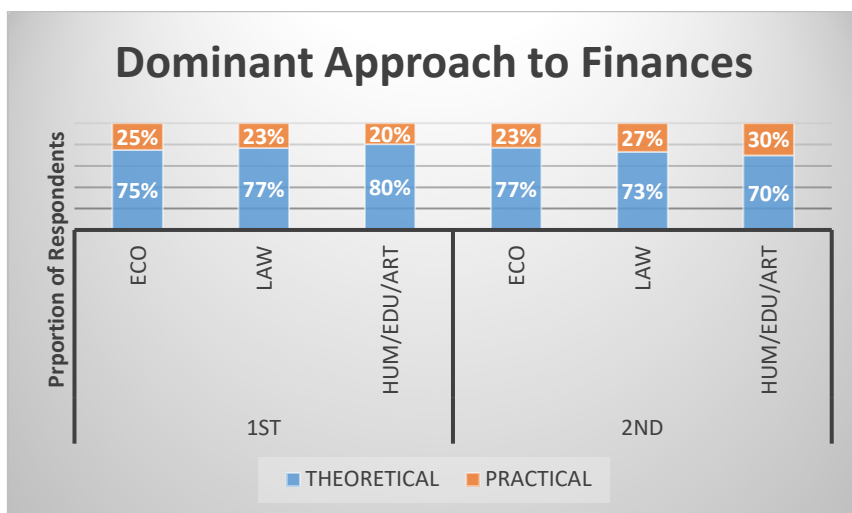 Dominant Approach to Finances
Prportion of Respondents
25% 23% 20% 23% 27% 30%
75% 77% 80% 77% 73% 70%
ECO LAW HUM/EDU/ART ECO LAW HUM/EDU/ART
1ST 2ND
THEORETICAL PRACTICAL